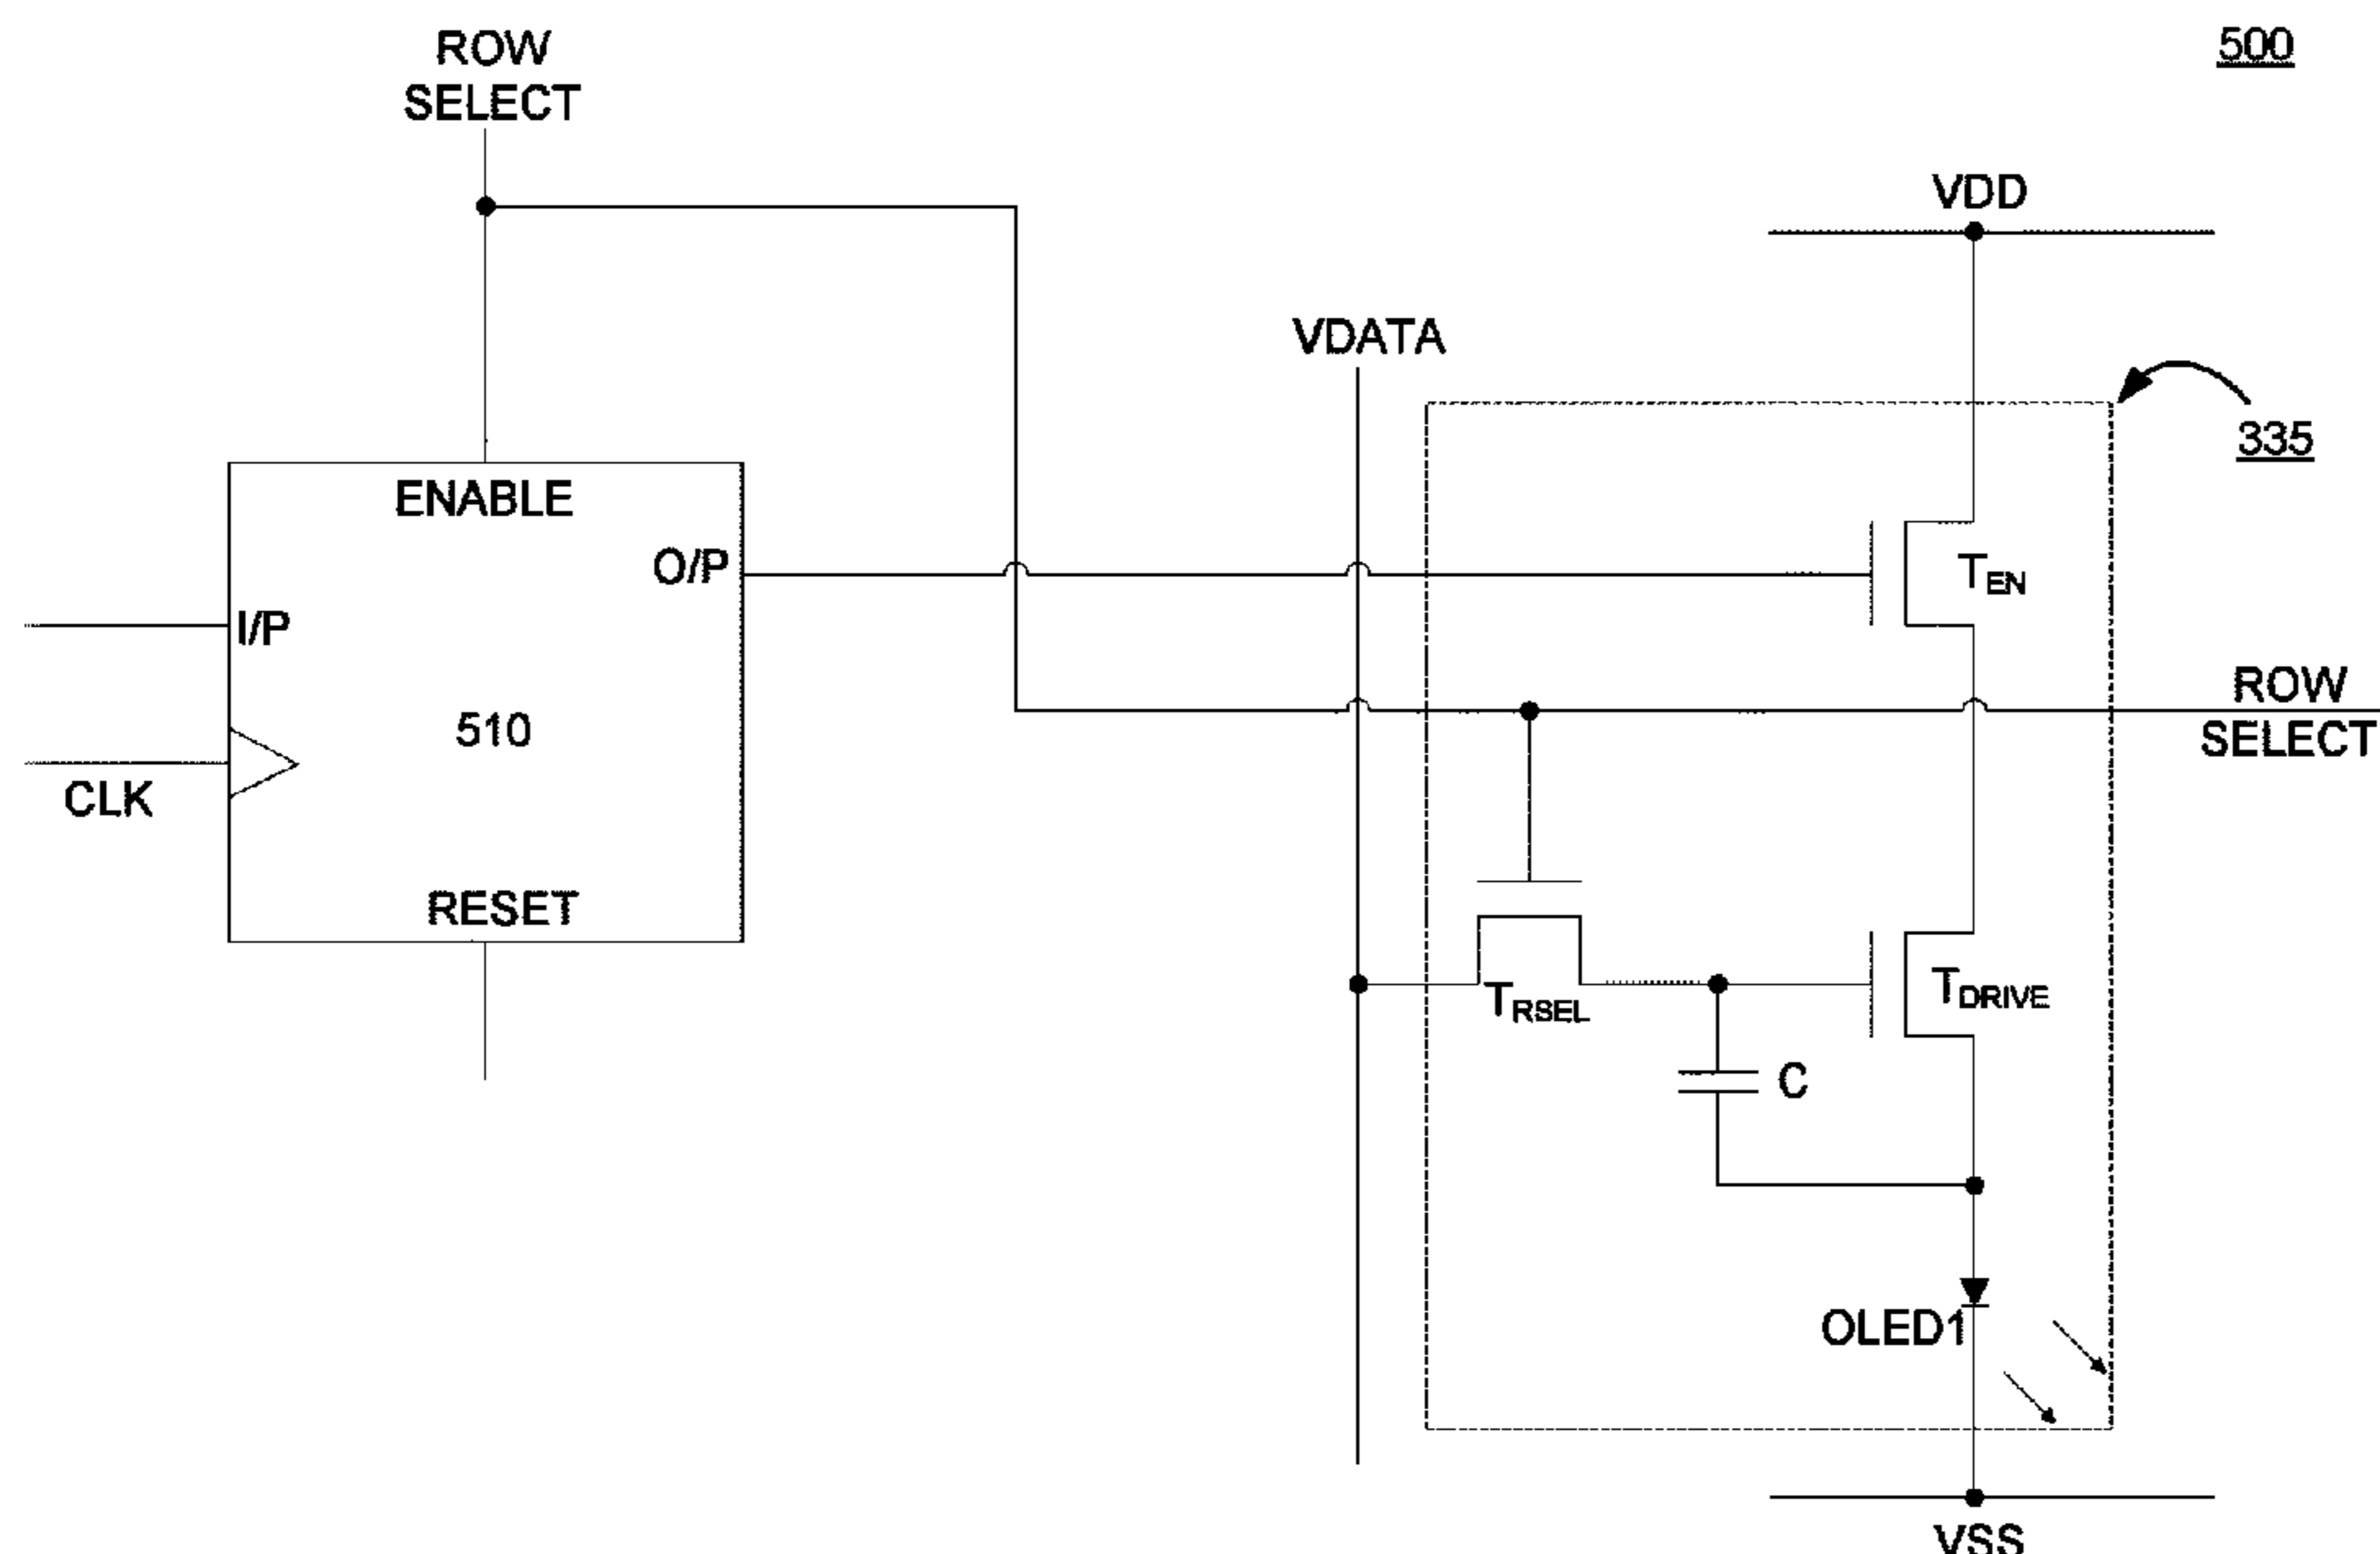 500
ROW
SELECT
VDD
VDATA
335
ENABLE
O/P
TEN
I/P
ROW
SELECT
510
CLK
RESET
TRSEL
TDRIVE
C
OLED1
VSS